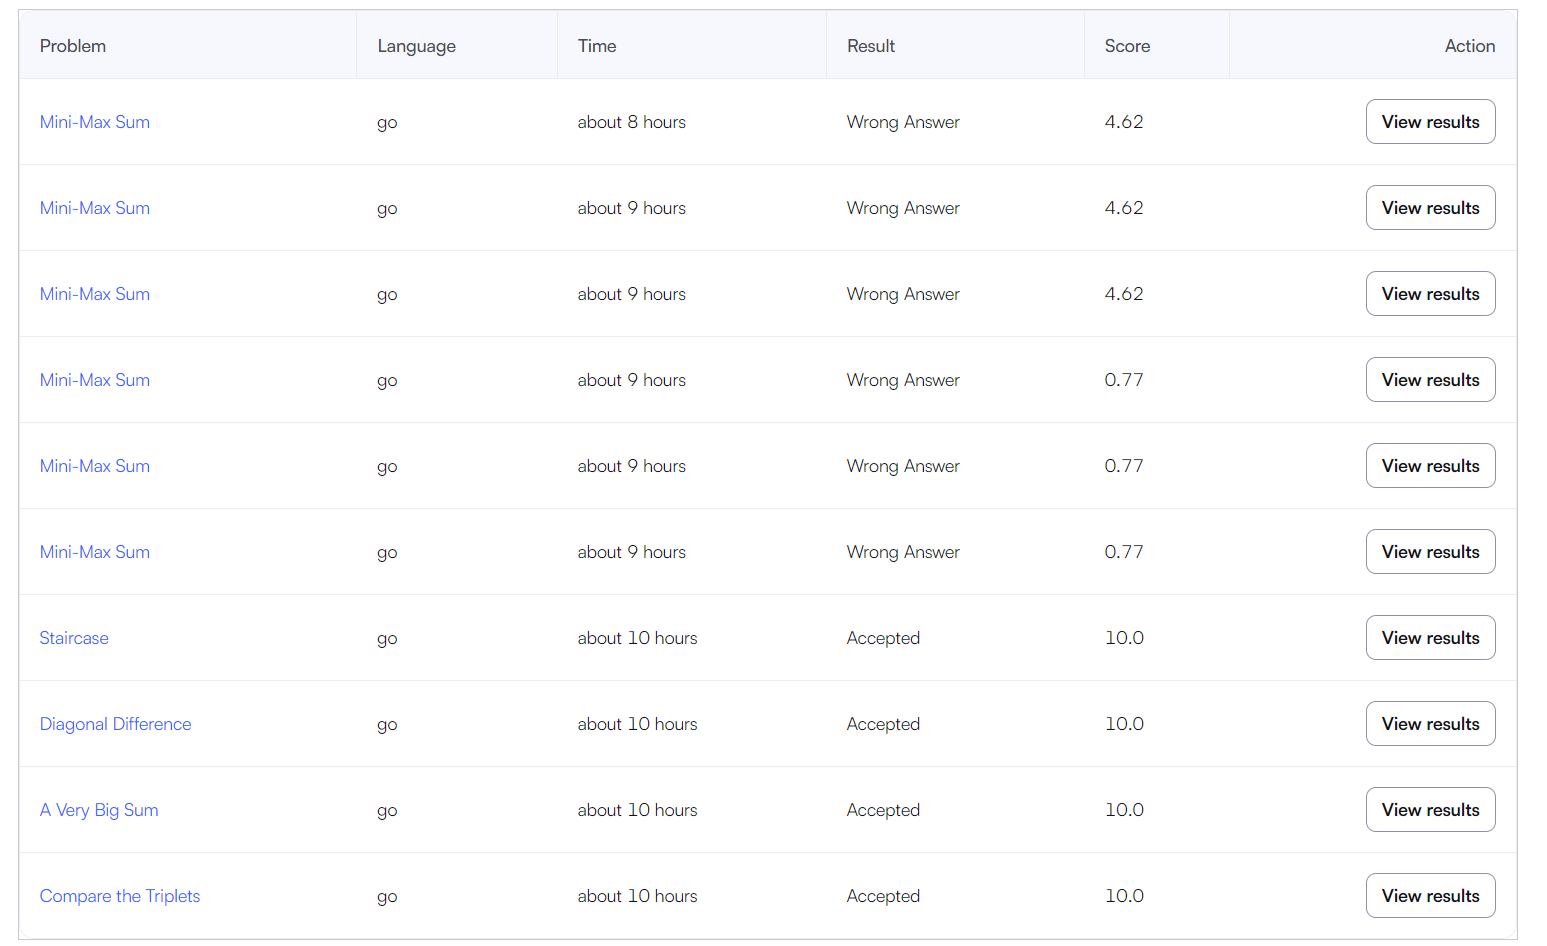 Problem Language Time Result Score Action
Mini-Max Sum go about 8 hours Wrong Answer 4.62 View results
Mini-Max Sum go about 9 hours Wrong Answer 4.62 View results
Mini-Max Sum go about 9 hours Wrong Answer 4.62 View results
Mini-Max Sum go about 9 hours Wrong Answer 0.77 View results
Mini-Max Sum go about 9 hours Wrong Answer 0.77 View results
Mini-Max Sum go about 9 hours Wrong Answer 0.77 View results
Staircase go about 10 hours Accepted 10.0 View results
Diagonal Difference go about 10 hours Accepted 10.0 View results
A Very Big Sum go about 10 hours Accepted 10.0 View results
Compare the Triplets go about 10 hours Accepted 10.0 View results